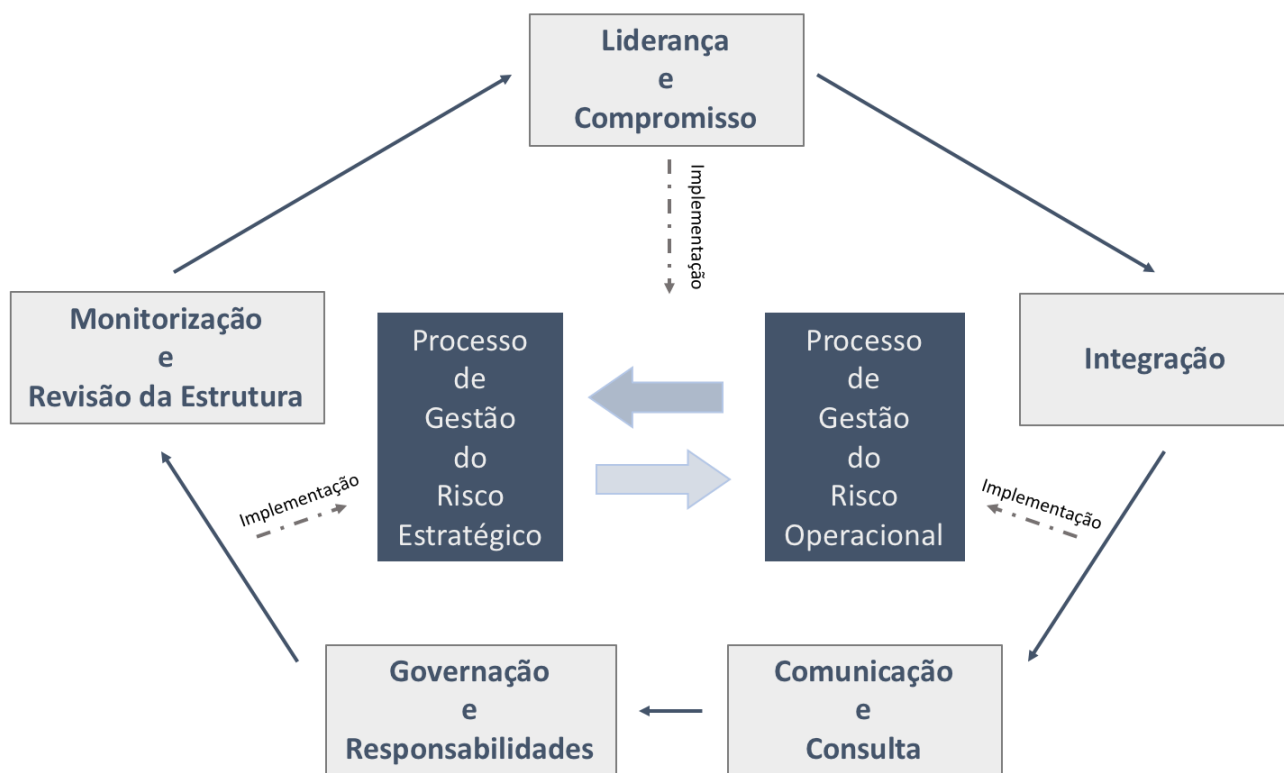 Liderança
e
Compromisso
Implementação
Monitorização
e
Revisão da Estrutura
Processo
de
Gestão
do
Risco
Estratégico
Processo
de
Gestão
do
Risco
Operacional
Integração
Implementação
Implementação
Governação
e
Responsabilidades
Comunicação
e
Consulta